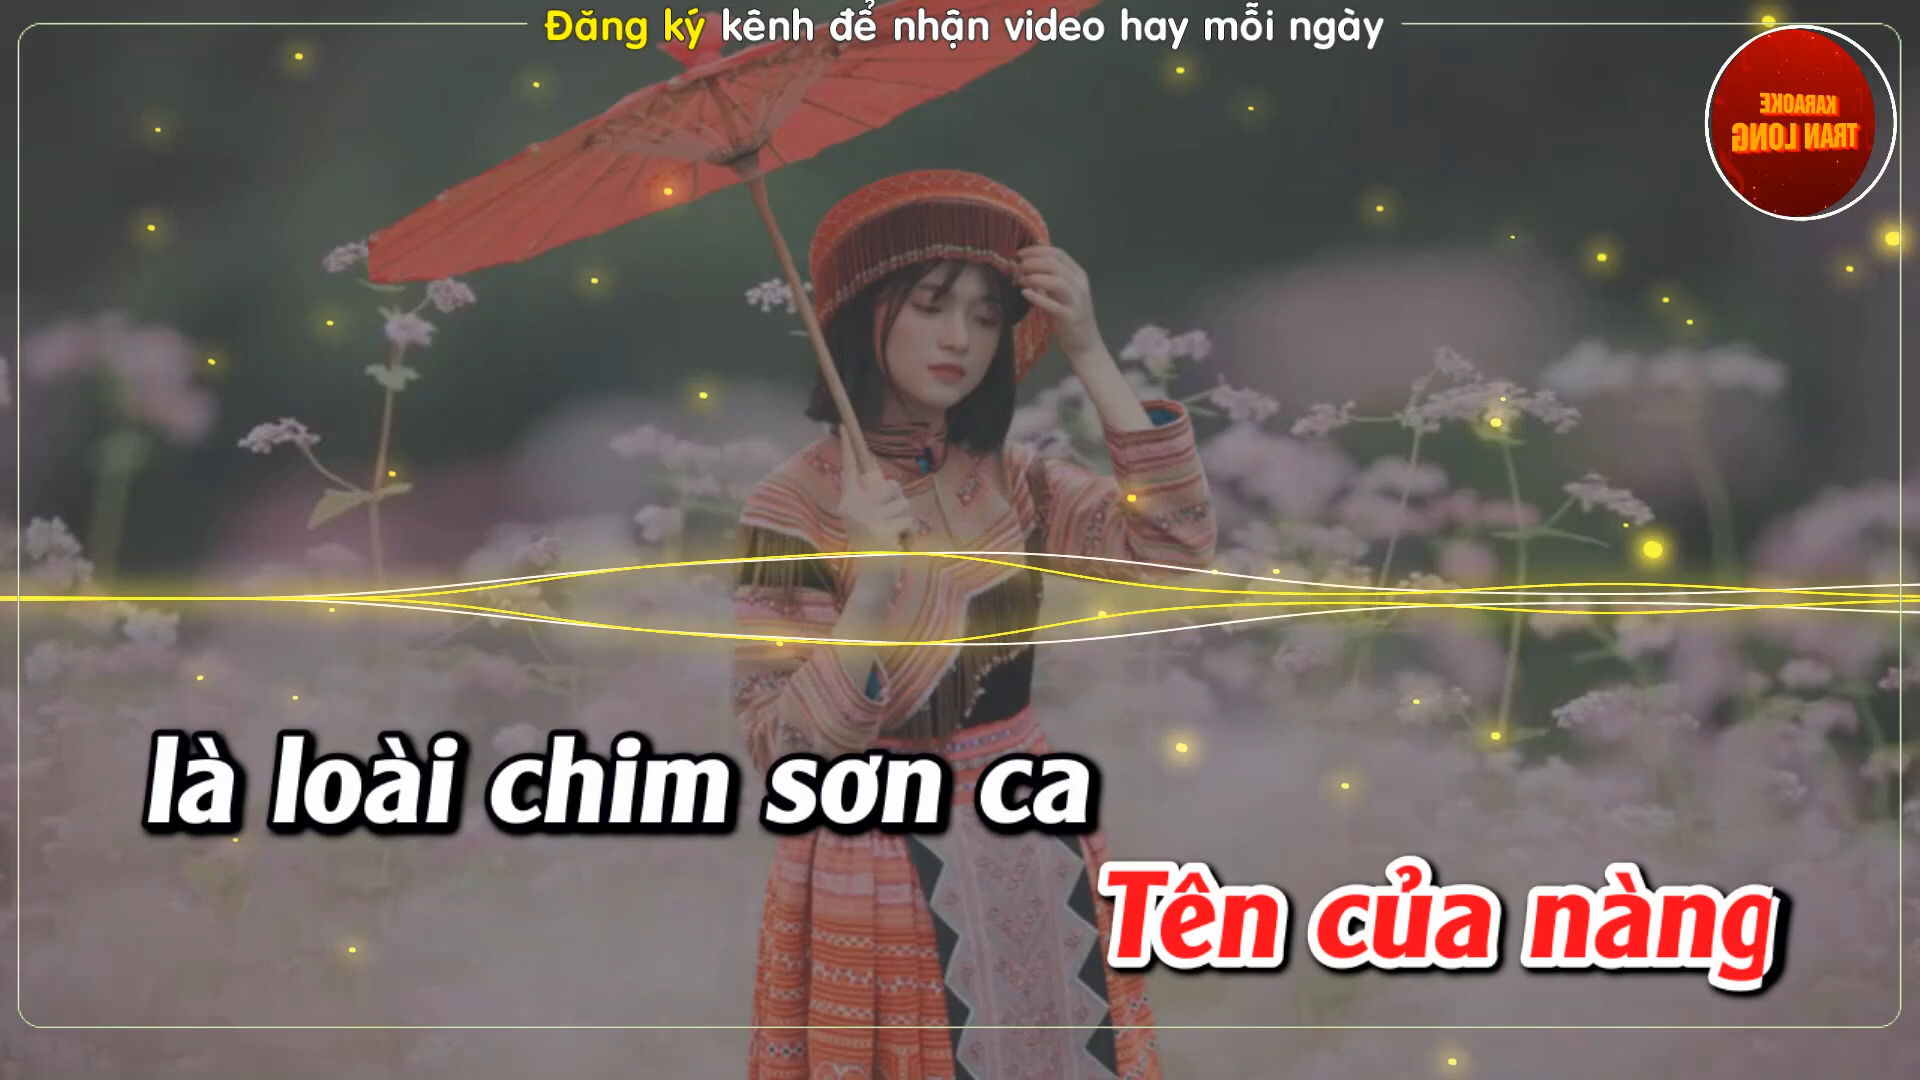 Đăng ký kênh để nhận video hay mỗi ngày
KARAOKE
TRAN LONG
là loài chim sơn ca
Tên của nàng